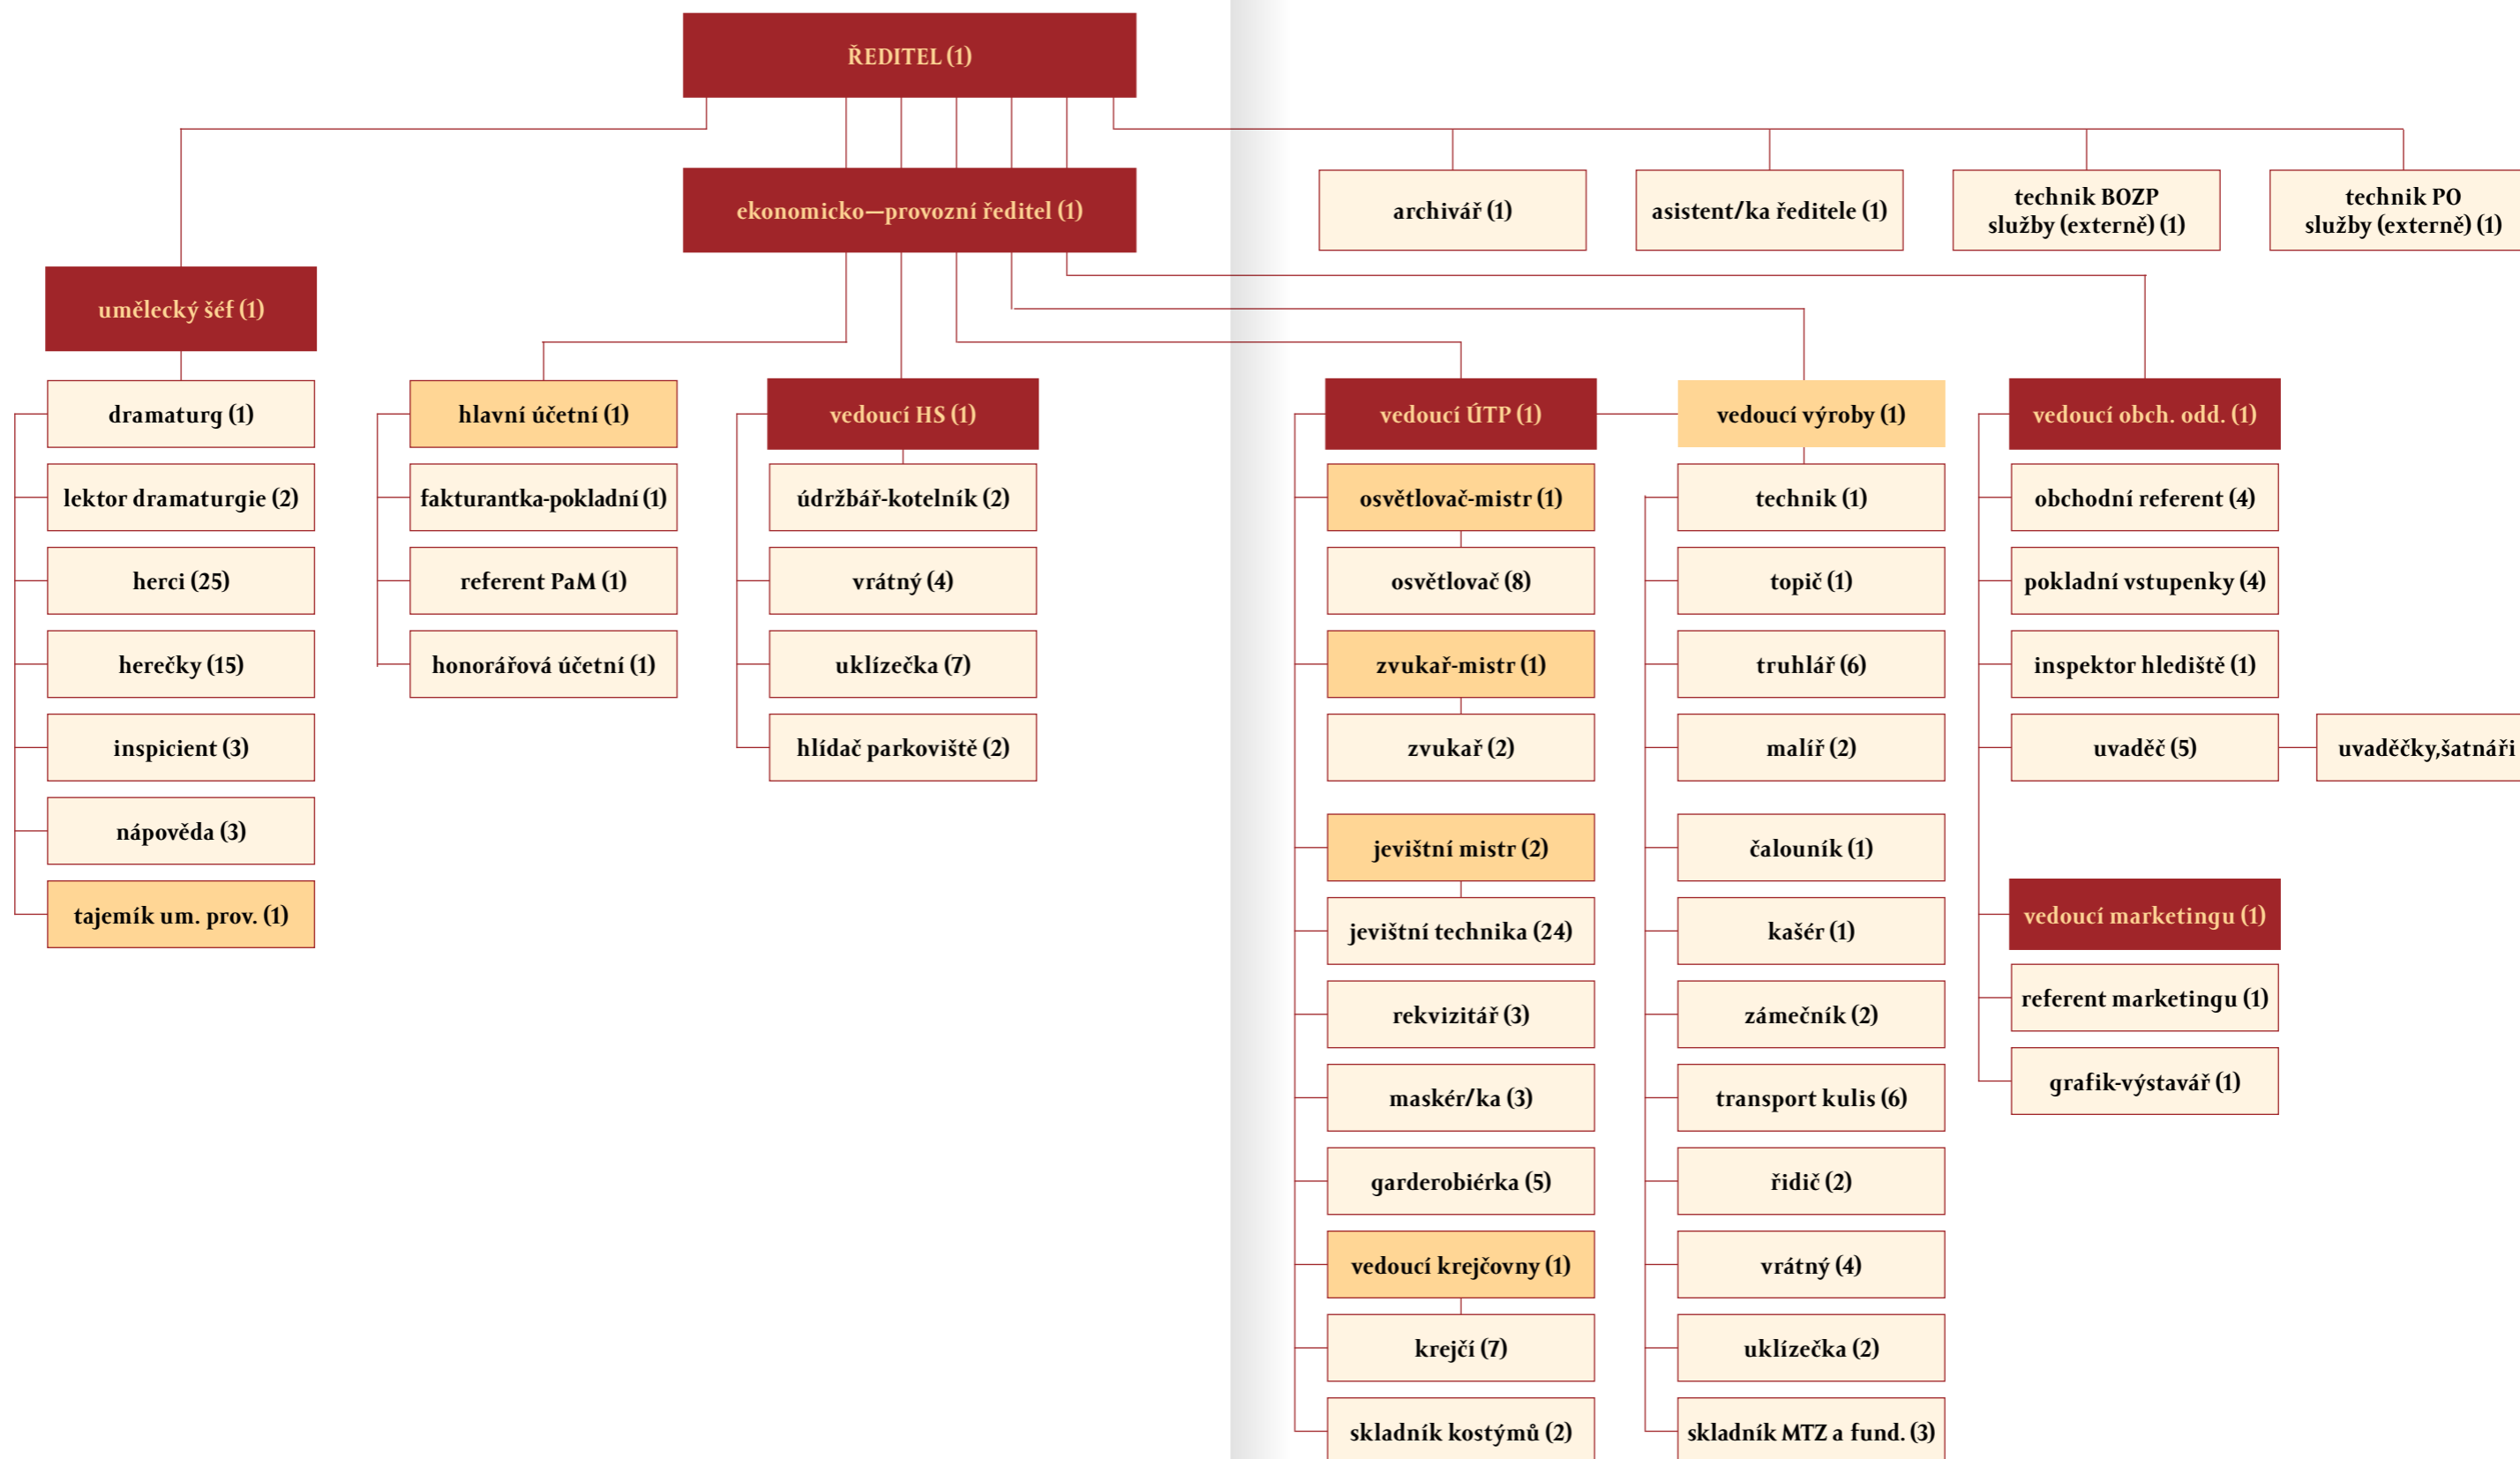 ŘEDITEL (1)
ekonomicko—provozní ředitel (1)
archivář (1)
asistent/ka ředitele (1)
technik BOZP
služby (externě) (1)
technik PO
služby (externě) (1)
umělecký šéf (1)
dramaturg (1)
lektor dramaturgie (2)
herci (25)
herečky (15)
inspicient (3)
nápověda (3)
tajemík um. prov. (1)
hlavní účetní (1)
fakturantka-pokladní (1)
referent PaM (1)
honorářová účetní (1)
vedoucí HS (1)
údržbář-kotelník (2)
vrátný (4)
uklízečka (7)
hlídač parkoviště (2)
vedoucí ÚTP (1)
osvětlovač-mistr (1)
osvětlovač (8)
zvukař-mistr (1)
zvukař (2)
jevištní mistr (2)
jevištní technika (24)
rekvizitář (3)
maskér/ka (3)
garderobiérka (5)
vedoucí krejčovny (1)
krejčí (7)
skladník kostýmů (2)
vedoucí výroby (1)
technik (1)
topič (1)
truhlář (6)
malíř (2)
čalouník (1)
kašér (1)
zámečník (2)
transport kulis (6)
řidič (2)
vrátný (4)
uklízečka (2)
skladník MTZ a fund. (3)
vedoucí obch. odd. (1)
obchodní referent (4)
pokladní vstupenky (4)
inspektor hlediště (1)
uvaděč (5)
uvaděčky,šatnáři
vedoucí marketingu (1)
referent marketingu (1)
grafik-výstavář (1)